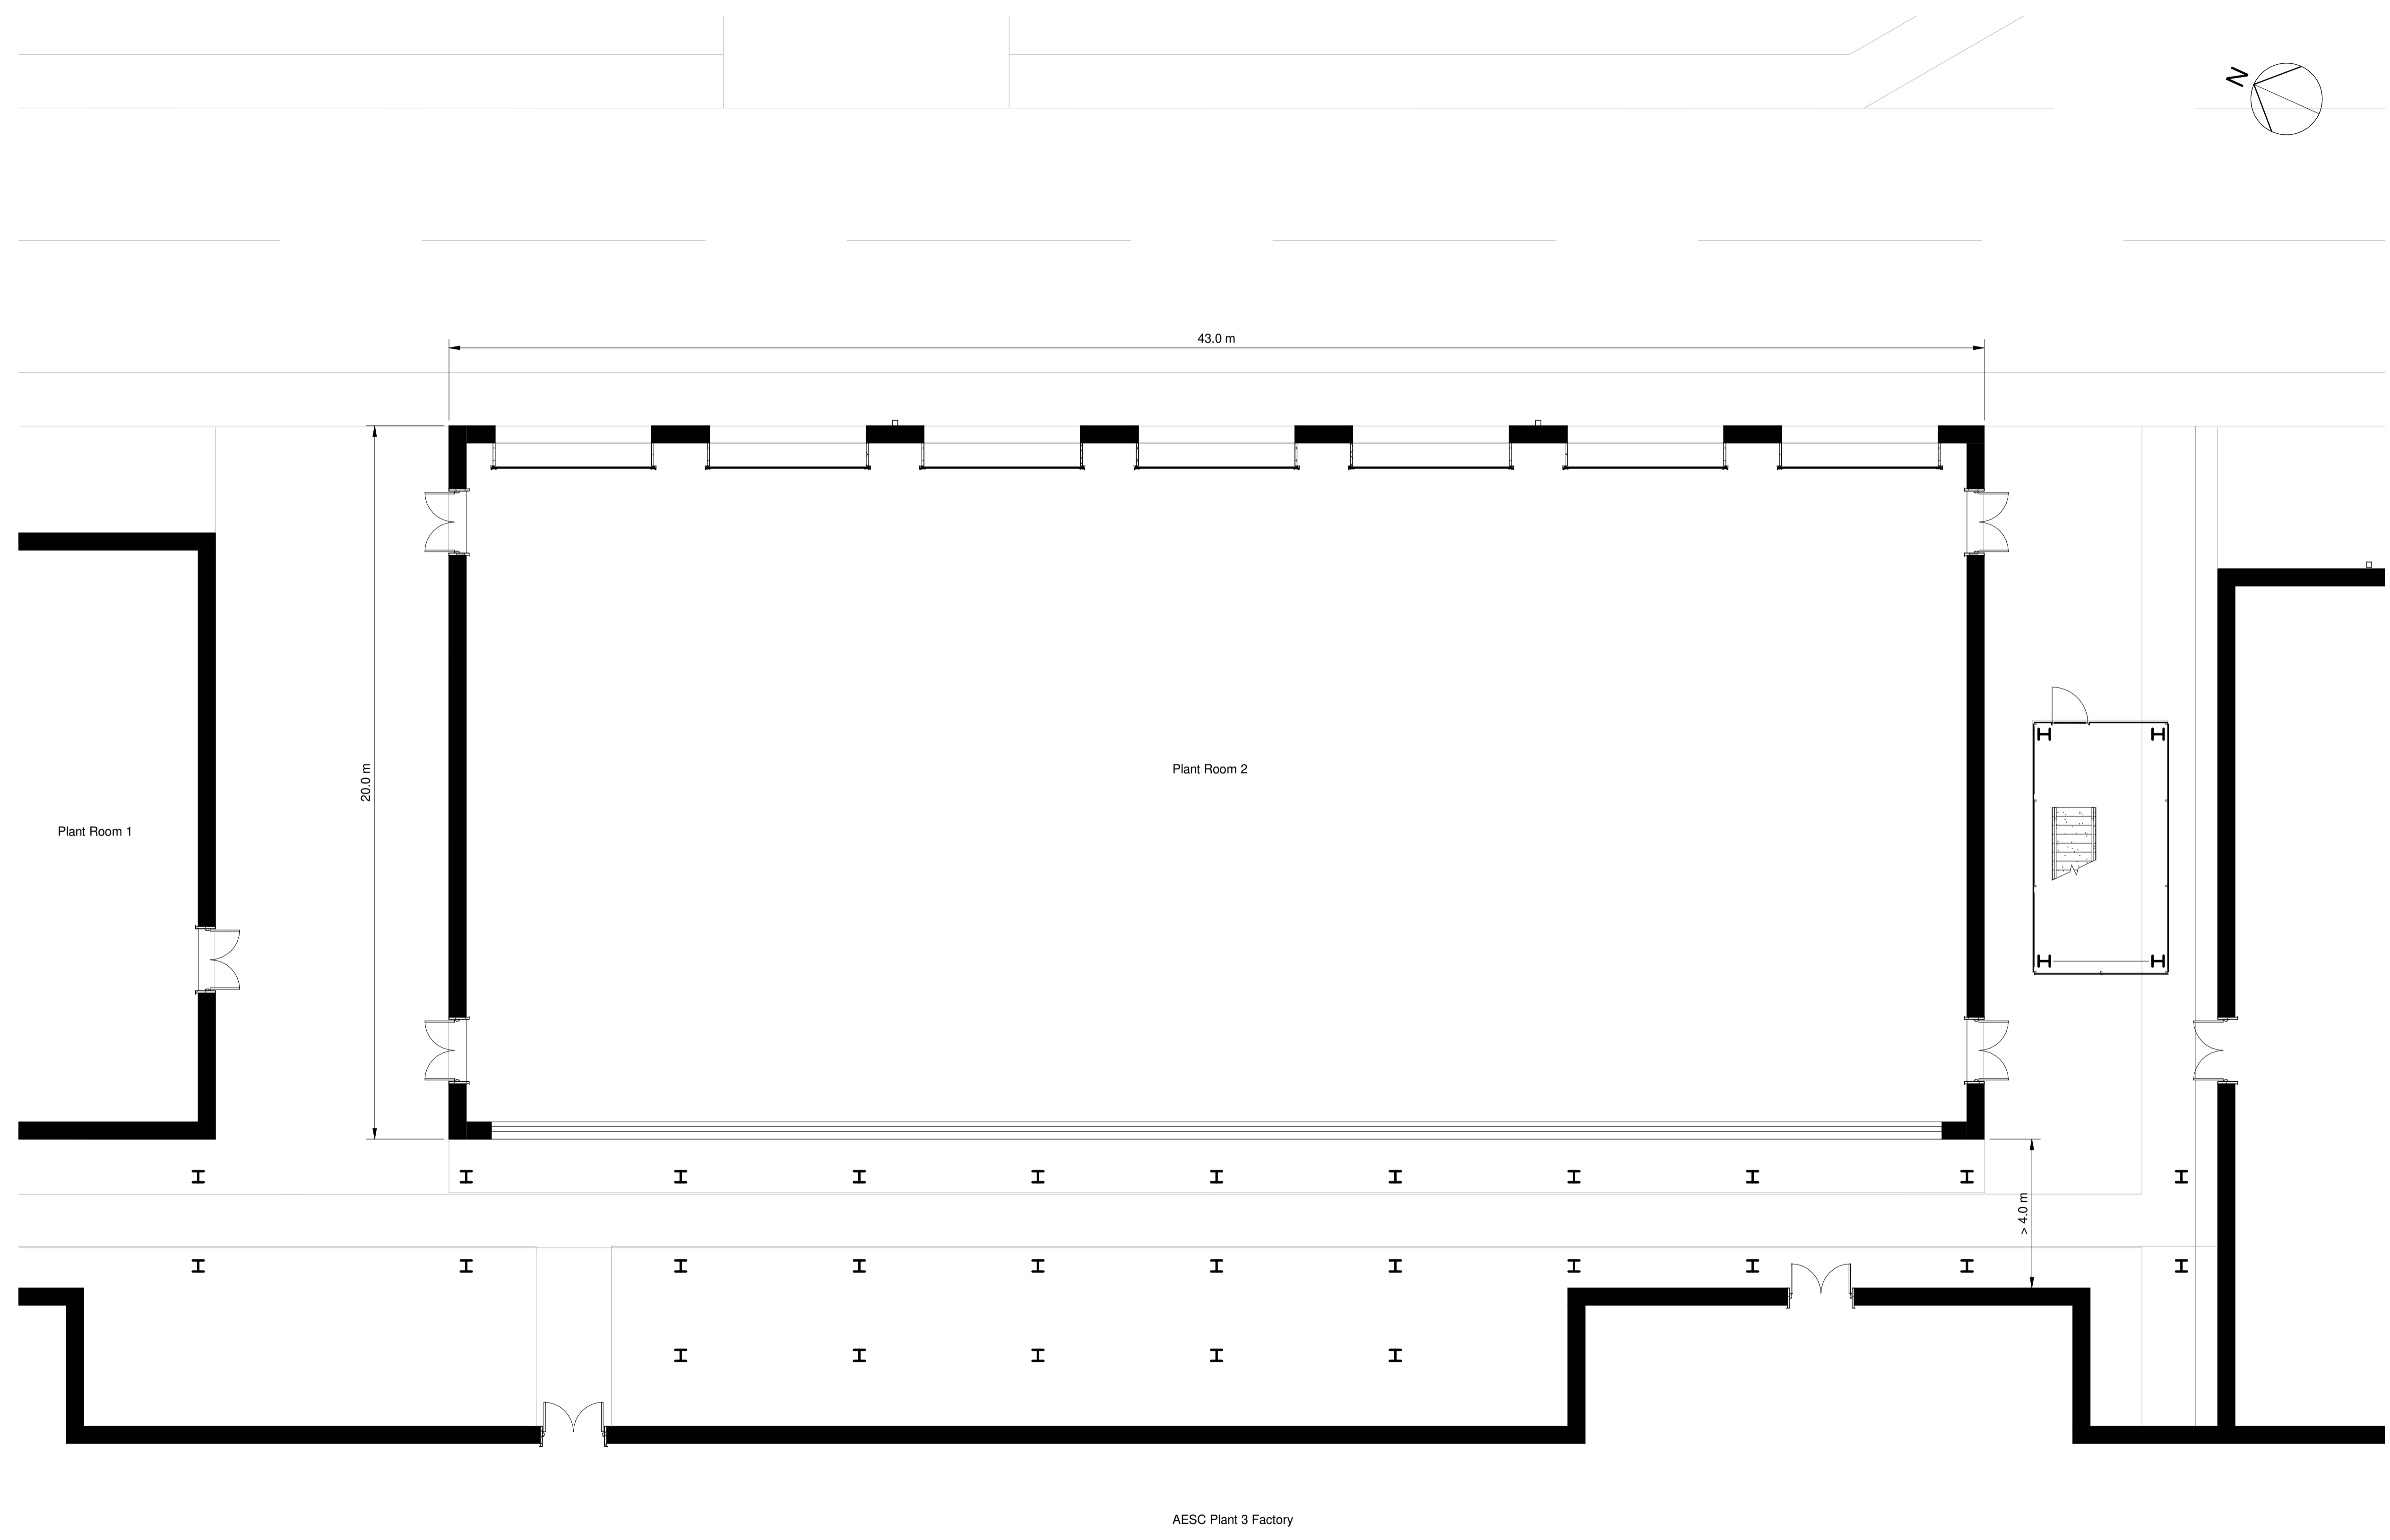 N
43.0 m
20.0 m
Plant Room 2
Plant Room 1
> 4.0 m
AESC Plant 3 Factory